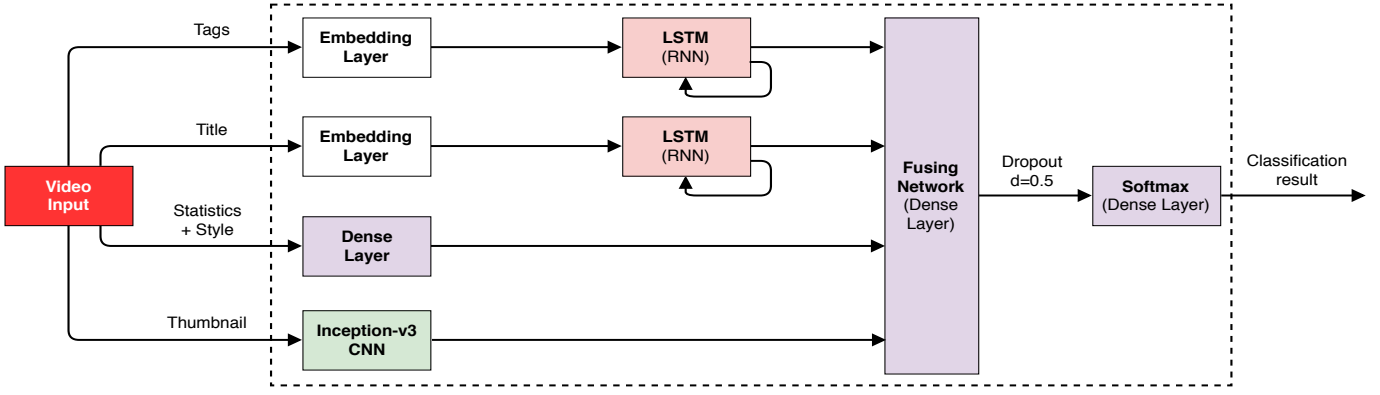 Tags
Embedding
Layer
LSTM
(RNN)
Title
Embedding
Layer
LSTM
(RNN)
Video
Input
Statistics
+ Style
Dense
Layer
Thumbnail
Inception-v3
CNN
Fusing
Network
(Dense
Layer)
Dropout
d=0.5
Softmax
(Dense Layer)
Classification
result